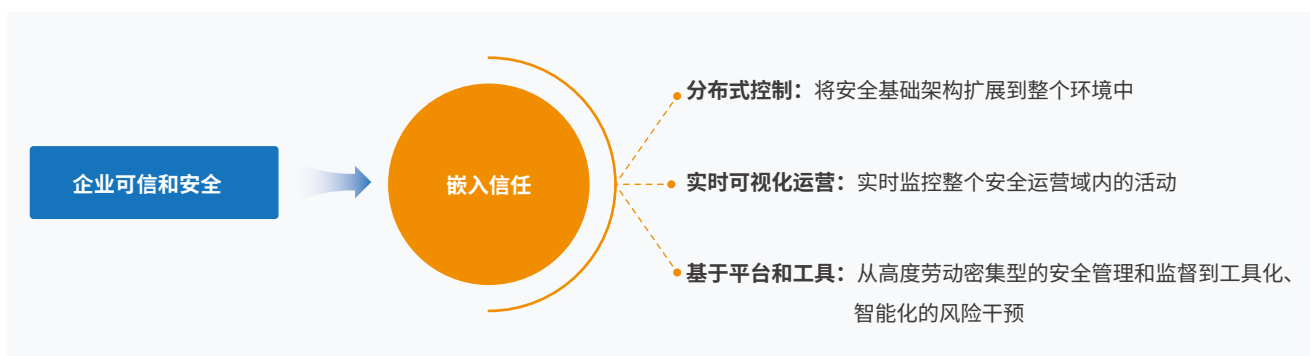 企业可信和安全
嵌入信任
分布式控制：将安全基础架构扩展到整个环境中
实时可视化运营：实时监控整个安全运营域内的活动
基于平台和工具：从高度劳动密集型的安全管理和监督到工具化、
智能化的风险干预